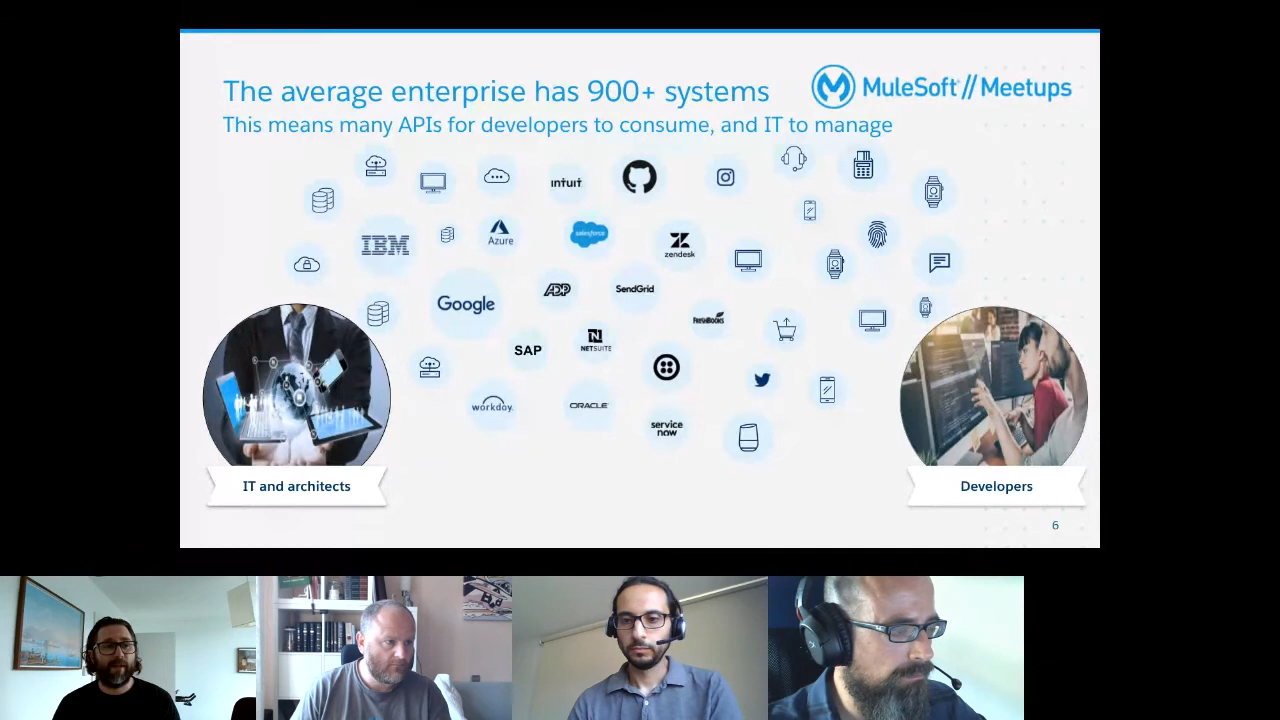 The average enterprise has 900+ systems
MuleSoft // Meetups
This means many APIs for developers to consume, and IT to manage
intuit
IBM
Azure
salesforce
zendesk
Google
ADP
SendGrid
FRESHBOOKS
SAP
NETSUITE
workday.
ORACLE
service
now
IT and architects
Developers
6